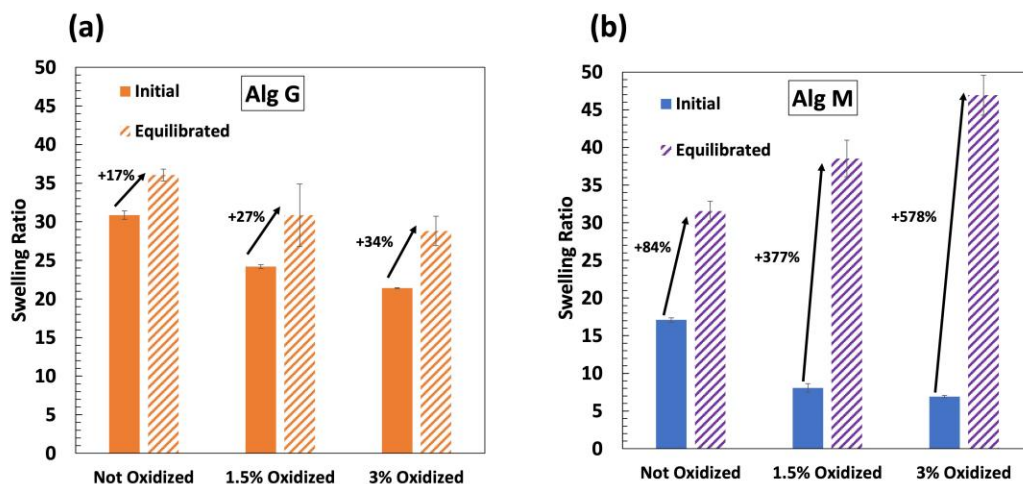 (a)
50
45
40
35
30
25
20
15
10
5
0
Swelling Ratio
Initial
Equilibrated
Alg G
+17%
+27%
+34%
Not Oxidized
1.5% Oxidized
3% Oxidized
(b)
50
45
40
35
30
25
20
15
10
5
0
Swelling Ratio
Initial
Equilibrated
Alg M
+84%
+377%
+578%
Not Oxidized
1.5% Oxidized
3% Oxidized